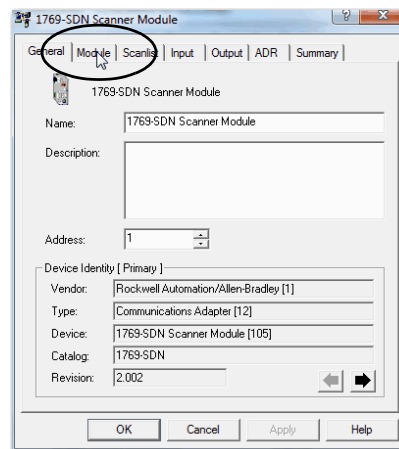 1769-SDN Scanner Module
General Module Scanlist Input Output ADR Summary
1769-SDN Scanner Module
Name: 1769-SDN Scanner Module
Description:
Address: 1
Device Identity [ Primary ]
Vendor: Rockwell Automation/Allen-Bradley [1]
Type: Communications Adapter [12]
Device: 1769-SDN Scanner Module [105]
Catalog: 1769-SDN
Revision: 2.002
OK Cancel Apply Help